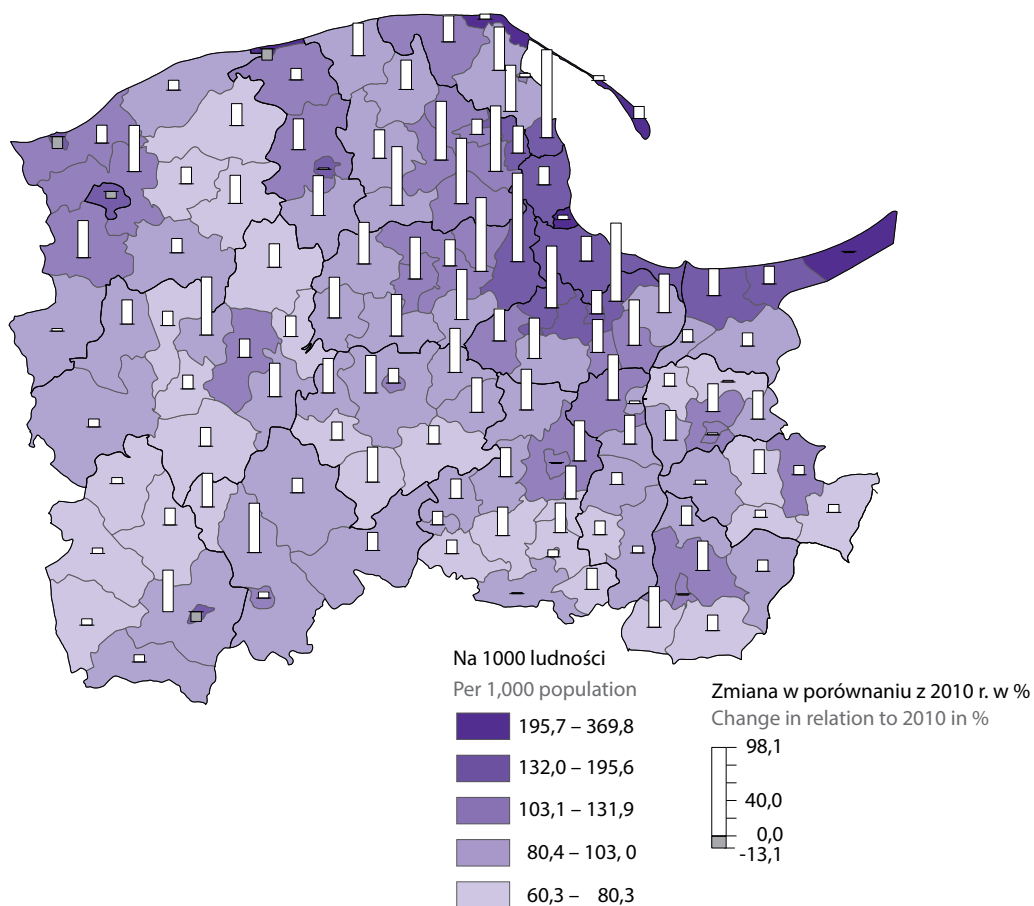 Na 1000 ludności
Per 1,000 population
195,7 – 369,8
132,0 – 195,6
103,1 – 131,9
80,4 – 103, 0
60,3 – 80,3
Zmiana w porównaniu z 2010 r. w %
Change in relation to 2010 in %
98,1
40,0
0,0
-13,1